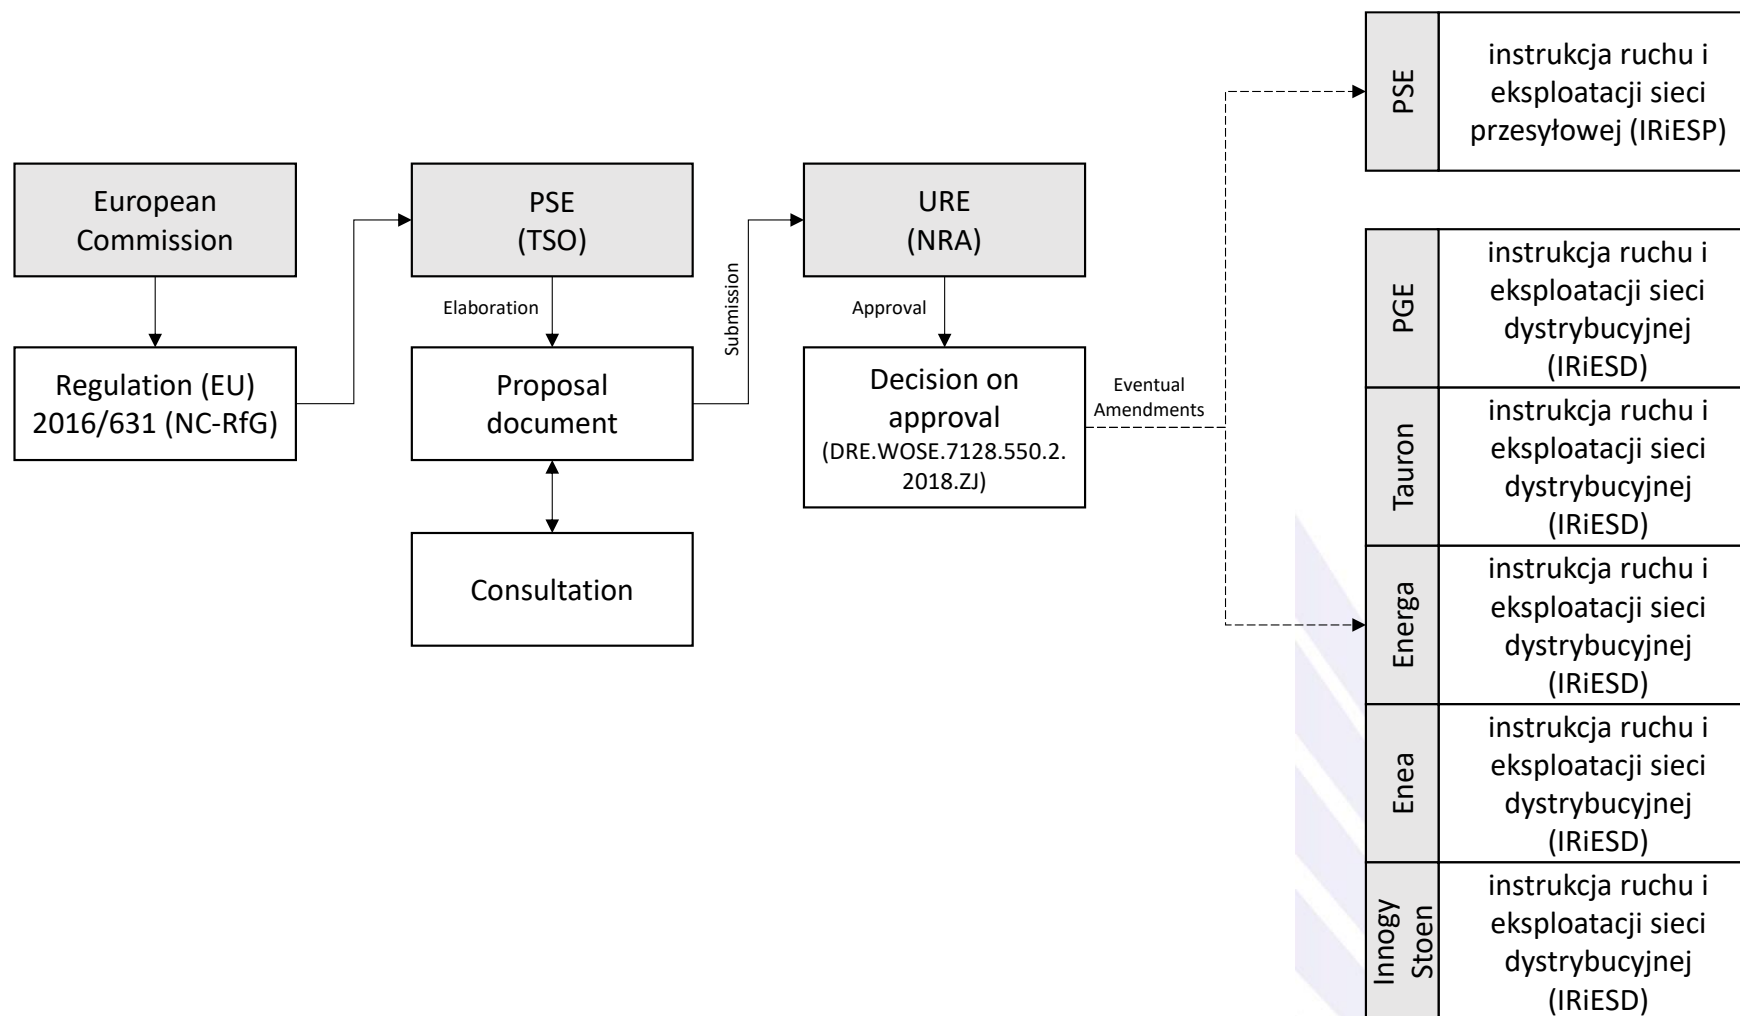 European
Commission
Regulation (EU)
2016/631 (NC-RfG)
PSE
(TSO)
Elaboration
Proposal
document
Consultation
Submission
URE
(NRA)
Approval
Decision on
approval
(DRE.WOSE.7128.550.2.
2018.ZJ)
Eventual
Amendments
PSE
instrukcja ruchu i
eksploatacji sieci
przesyłowej (IRiESP)
PGE
instrukcja ruchu i
eksploatacji sieci
dystrybucyjnej
(IRiESD)
Tauron
instrukcja ruchu i
eksploatacji sieci
dystrybucyjnej
(IRiESD)
Energa
instrukcja ruchu i
eksploatacji sieci
dystrybucyjnej
(IRiESD)
Enea
instrukcja ruchu i
eksploatacji sieci
dystrybucyjnej
(IRiESD)
Innogy
Stoen
instrukcja ruchu i
eksploatacji sieci
dystrybucyjnej
(IRiESD)